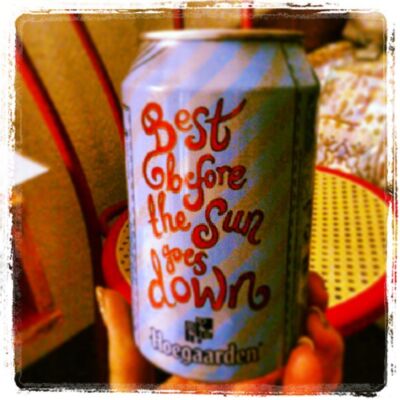 Best
before
the Sun
goes
down
Hoegaarden®